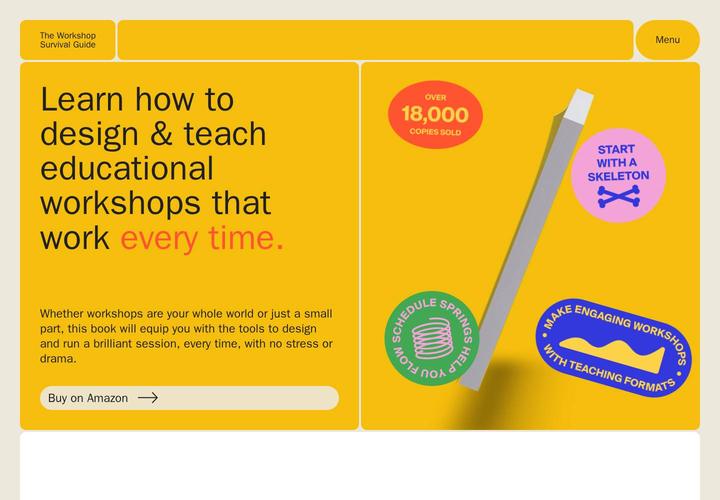 The Workshop
Survival Guide
Menu
Learn how to
design & teach
educational
workshops that
work every time.
Whether workshops are your whole world or just a small
part, this book will equip you with the tools to design
and run a brilliant session, every time, with no stress or
drama.
Buy on Amazon
OVER
18,000
COPIES SOLD
START
WITH A
SKELETON
SCHEDULE SPRINGS HELP YOU FLOW
MAKE ENGAGING WORKSHOPS
WITH TEACHING FORMATS